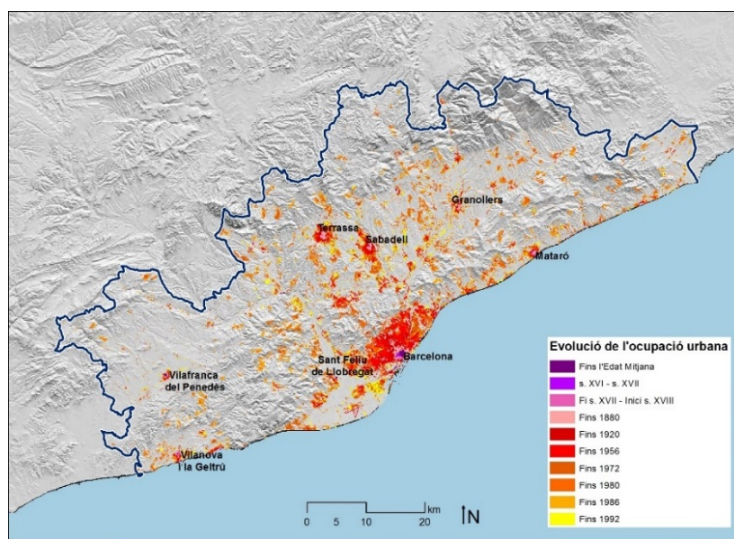 Granollers
Terrassa
Sabadell
Mataró
Sant Feliu
de Llobregat
Barcelona
Vilafranca
del Penedès
Vilanova
i la Geltrú
Evolució de l'ocupació urbana
Fins l'Edat Mitjana
s. XVI - s. XVII
Fi s. XVII - Inici s. XVIII
Fins 1880
Fins 1920
Fins 1956
Fins 1972
Fins 1980
Fins 1986
Fins 1992
km
0 5 10 20
N